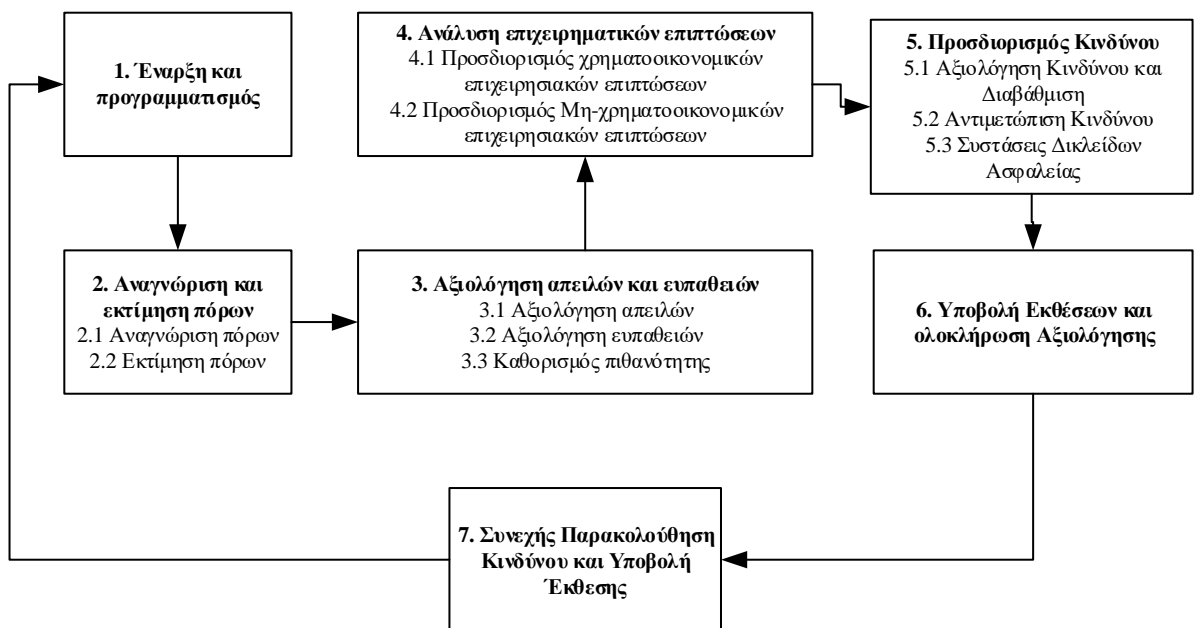 1. Έναρξη και
προγραμματισμός
2. Αναγνώριση και
εκτίμηση πόρων
2.1 Αναγνώριση πόρων
2.2 Εκτίμηση πόρων
3. Αξιολόγηση απειλών και ευπαθειών
3.1 Αξιολόγηση απειλών
3.2 Αξιολόγηση ευπαθειών
3.3 Καθορισμός πιθανότητης
4. Ανάλυση επιχειρηματικών επιπτώσεων
4.1 Προσδιορισμός χρηματοοικονομικών
επιχειρησιακών επιπτώσεων
4.2 Προσδιορισμός Μη-χρηματοοικονομικών
επιχειρησιακών επιπτώσεων
5. Προσδιορισμός Κινδύνου
5.1 Αξιολόγηση Κινδύνου και
Διαβάθμιση
5.2 Αντιμετώπιση Κινδύνου
5.3 Συστάσεις Δικλείδων
Ασφαλείας
6. Υποβολή Εκθέσεων και
ολοκλήρωση Αξιολόγησης
7. Συνεχής Παρακολούθηση
Κινδύνου και Υποβολή
Έκθεσης